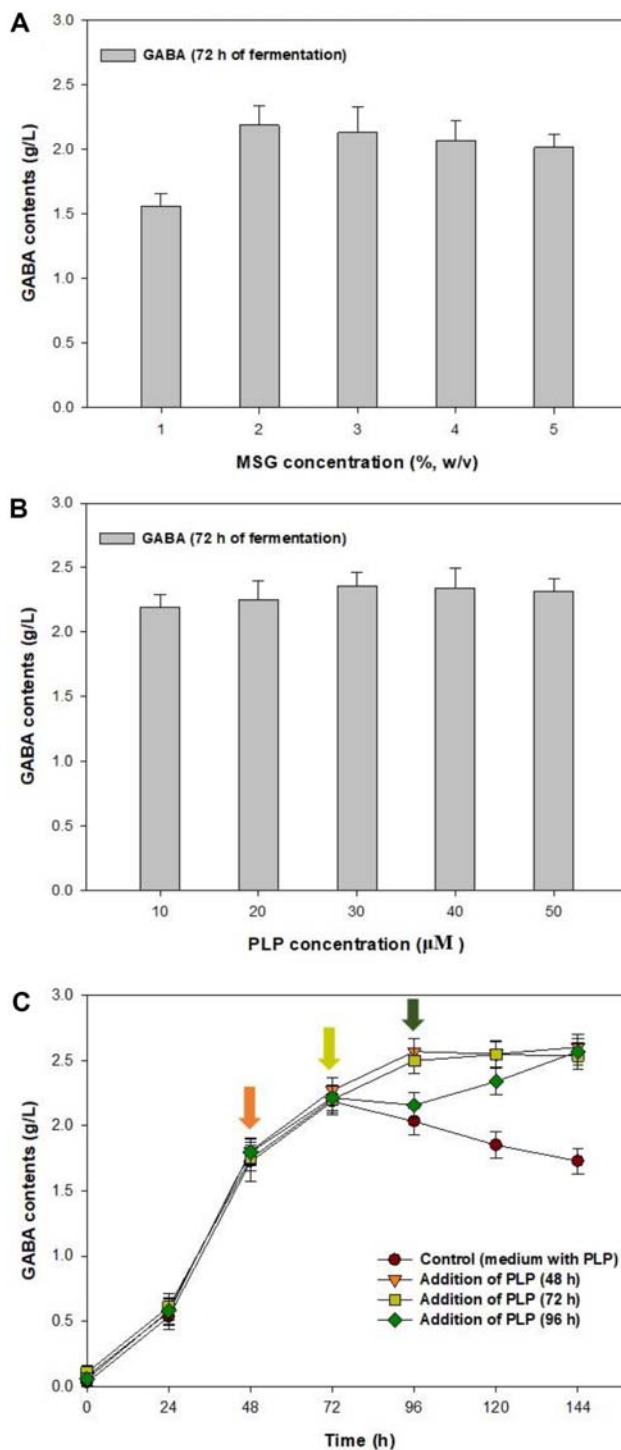 A
GABA (72 h of fermentation)
GABA contents (g/L)
3.0
2.5
2.0
1.5
1.0
0.5
0.0
1 2 3 4 5
MSG concentration (%, w/v)
B
GABA (72 h of fermentation)
GABA contents (g/L)
3.0
2.5
2.0
1.5
1.0
0.5
0.0
10 20 30 40 50
PLP concentration (μM )
C
GABA contents (g/L)
3.0
2.5
2.0
1.5
1.0
0.5
0.0
Control (medium with PLP)
Addition of PLP (48 h)
Addition of PLP (72 h)
Addition of PLP (96 h)
0 24 48 72 96 120 144
Time (h)